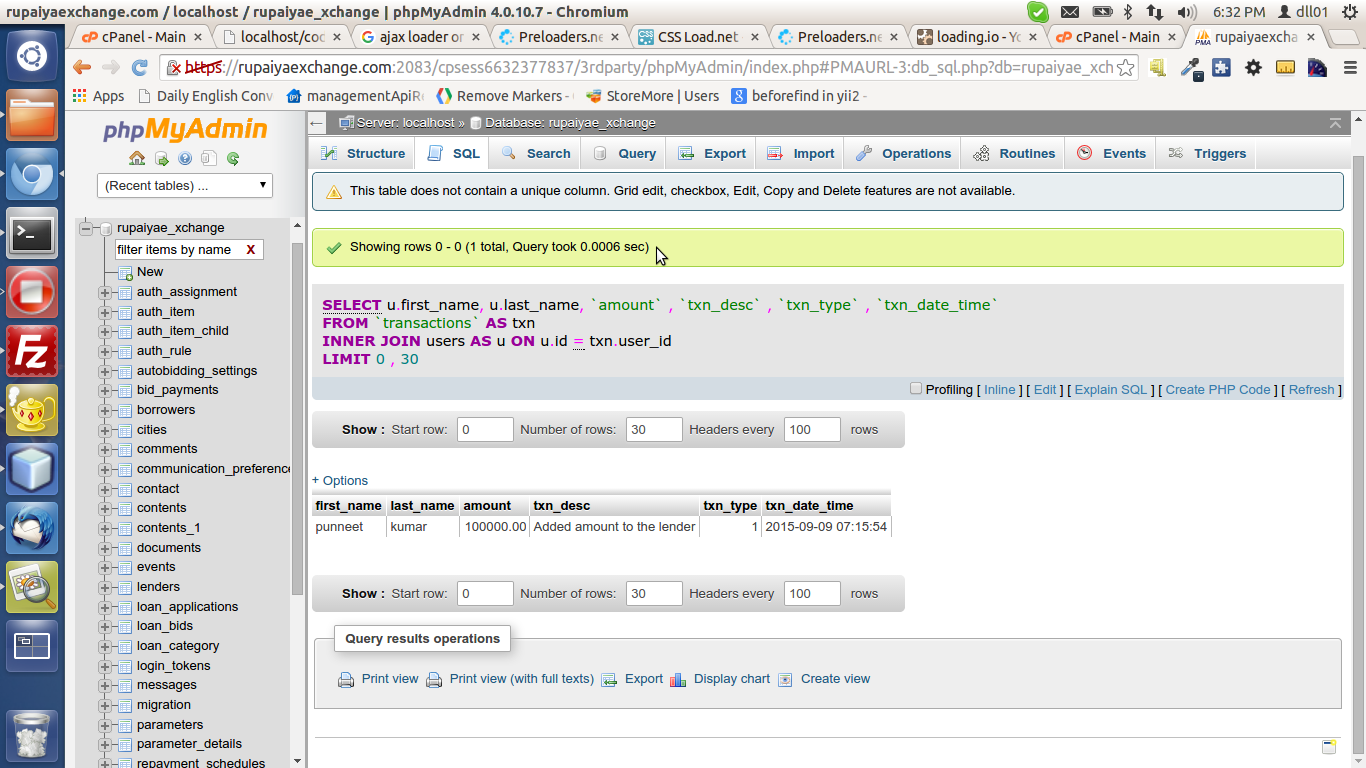 rupaiyaexchange.com / localhost / rupaiyae_xchange | phpMyAdmin 4.0.10.7 - Chromium
6:32 PM dll01
cPanel - Main
localhost/coc
ajax loader or
Preloaders.ne
CSS Load.net
Preloaders.ne
loading.io - Yo
cPanel - Main
rupaiyaexcha
https://rupaiyaexchange.com:2083/cpsess6632377837/3rdparty/phpMyAdmin/index.php#PMAURL-3:db_sql.php?db=rupaiyae_xch
Apps
Daily English Conv
managementApiRe
Remove Markers -
StoreMore | Users
beforefind in yii2 -
phpMyAdmin
(Recent tables) ...
rupaiyae_xchange
filter items by name X
New
auth_assignment
auth_item
auth_item_child
auth_rule
autobidding_settings
bid_payments
borrowers
cities
comments
communication_preference
contact
contents
contents_1
documents
events
lenders
loan_applications
loan_bids
loan_category
login_tokens
messages
migration
parameters
parameter_details
repayment_schedules
Server: localhost » Database: rupaiyae_xchange
Structure SQL Search Query Export Import Operations Routines Events Triggers
This table does not contain a unique column. Grid edit, checkbox, Edit, Copy and Delete features are not available.
Showing rows 0 - 0 (1 total, Query took 0.0006 sec)
SELECT u.first_name, u.last_name, `amount` , `txn_desc` , `txn_type` , `txn_date_time`
FROM `transactions` AS txn
INNER JOIN users AS u ON u.id = txn.user_id
LIMIT 0 , 30
Profiling [ Inline ] [ Edit ] [ Explain SQL ] [ Create PHP Code ] [ Refresh ]
Show : Start row: 0 Number of rows: 30 Headers every 100 rows
+ Options
first_name last_name amount txn_desc txn_type txn_date_time
punneet kumar 100000.00 Added amount to the lender 1 2015-09-09 07:15:54
Show : Start row: 0 Number of rows: 30 Headers every 100 rows
Query results operations
Print view Print view (with full texts) Export Display chart Create view